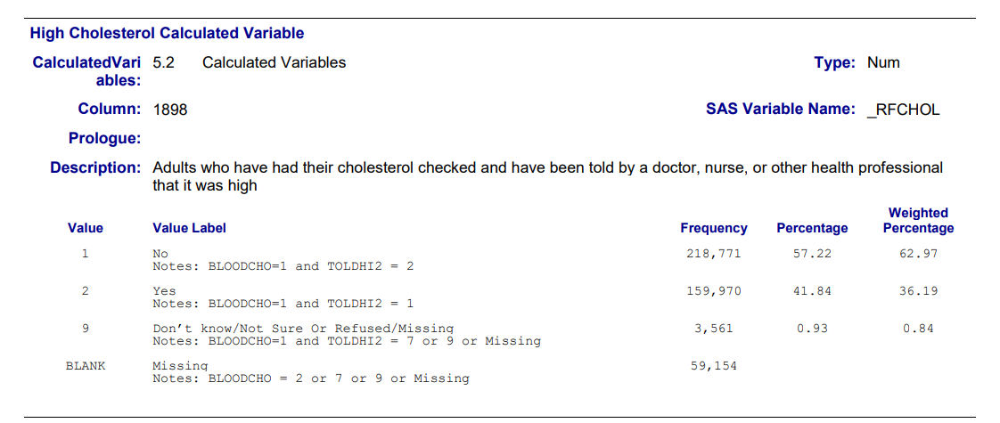 High Cholesterol Calculated Variable
CalculatedVari 5.2 Calculated Variables Type: Num
ables:
Column: 1898 SAS Variable Name: _RFCHOL
Prologue:
Description: Adults who have had their cholesterol checked and have been told by a doctor, nurse, or other health professional
that it was high
Weighted
Value Value Label Frequency Percentage Percentage
1 No 218,771 57.22 62.97
Notes: BLOODCHO=1 and TOLDHI2 = 2
2 Yes 159,970 41.84 36.19
Notes: BLOODCHO=1 and TOLDHI2 = 1
9 Don’t know/Not Sure Or Refused/Missing 3,561 0.93 0.84
Notes: BLOODCHO=1 and TOLDHI2 = 7 or 9 or Missing
BLANK Missing 59,154
Notes: BLOODCHO = 2 or 7 or 9 or Missing